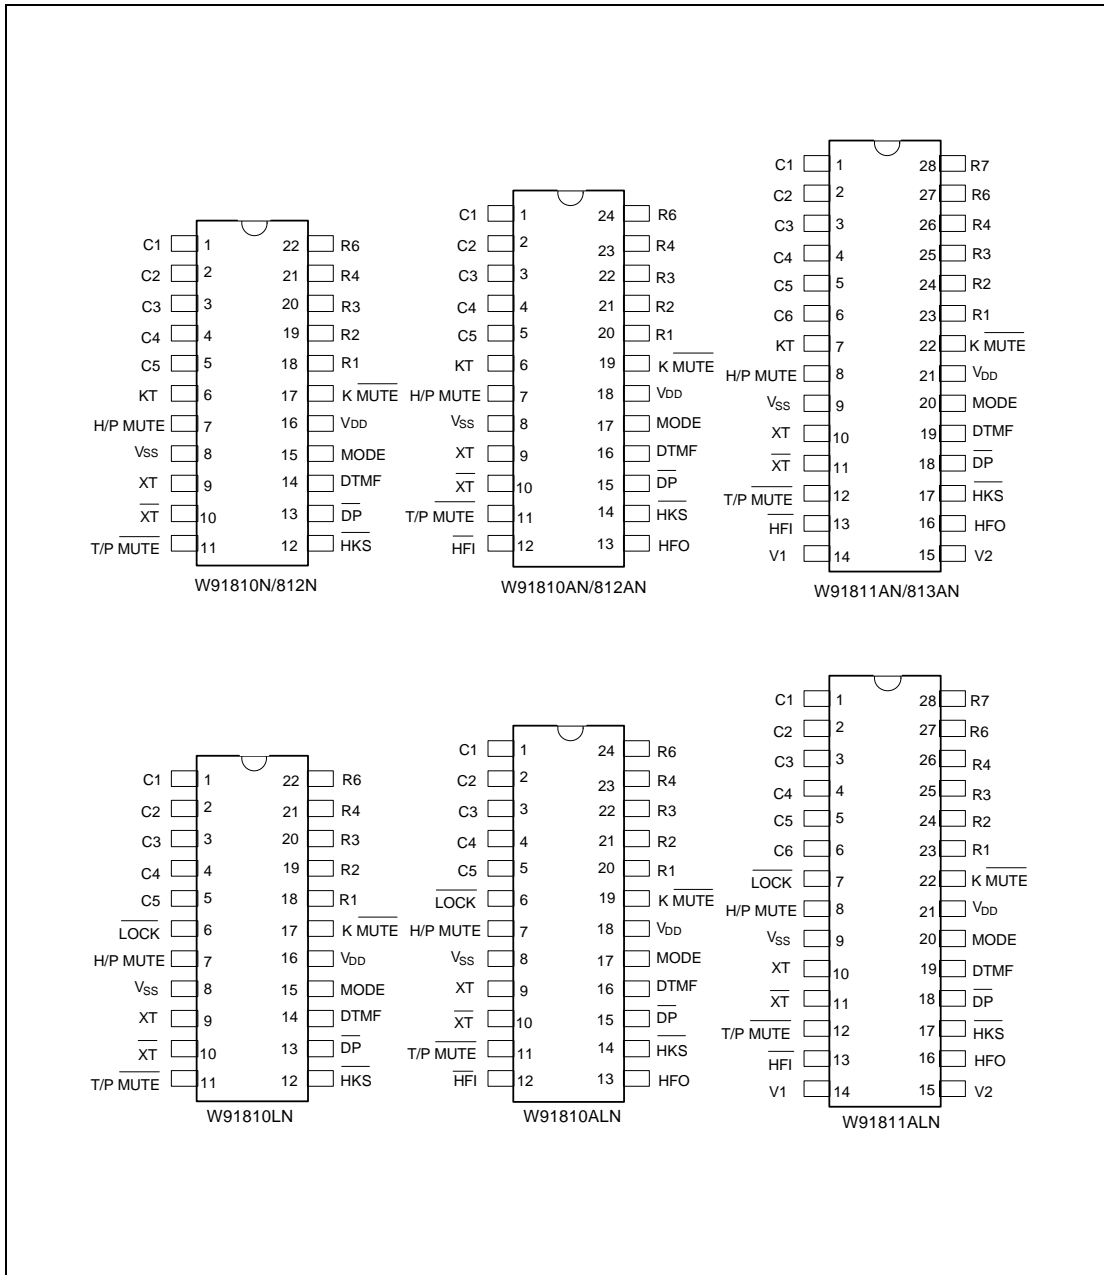 C1 1 22 R6
C2 2 21 R4
C3 3 20 R3
C4 4 19 R2
C5 5 18 R1
KT 6 17 K MUTE
H/P MUTE 7 16 VDD
VSS 8 15 MODE
XT 9 14 DTMF
XT 10 13 DP
T/P MUTE 11 12 HKS
W91810N/812N
C1 1 24 R6
C2 2 23 R4
C3 3 22 R3
C4 4 21 R2
C5 5 20 R1
KT 6 19 K MUTE
H/P MUTE 7 18 VDD
VSS 8 17 MODE
XT 9 16 DTMF
XT 10 15 DP
T/P MUTE 11 14 HKS
HFI 12 13 HFO
W91810AN/812AN
C1 1 28 R7
C2 2 27 R6
C3 3 26 R4
C4 4 25 R3
C5 5 24 R2
C6 6 23 R1
KT 7 22 K MUTE
H/P MUTE 8 21 VDD
VSS 9 20 MODE
XT 10 19 DTMF
XT 11 18 DP
T/P MUTE 12 17 HKS
HFI 13 16 HFO
V1 14 15 V2
W91811AN/813AN
C1 1 22 R6
C2 2 21 R4
C3 3 20 R3
C4 4 19 R2
C5 5 18 R1
LOCK 6 17 K MUTE
H/P MUTE 7 16 VDD
VSS 8 15 MODE
XT 9 14 DTMF
XT 10 13 DP
T/P MUTE 11 12 HKS
W91810LN
C1 1 24 R6
C2 2 23 R4
C3 3 22 R3
C4 4 21 R2
C5 5 20 R1
LOCK 6 19 K MUTE
H/P MUTE 7 18 VDD
VSS 8 17 MODE
XT 9 16 DTMF
XT 10 15 DP
T/P MUTE 11 14 HKS
HFI 12 13 HFO
W91810ALN
C1 1 28 R7
C2 2 27 R6
C3 3 26 R4
C4 4 25 R3
C5 5 24 R2
C6 6 23 R1
LOCK 7 22 K MUTE
H/P MUTE 8 21 VDD
VSS 9 20 MODE
XT 10 19 DTMF
XT 11 18 DP
T/P MUTE 12 17 HKS
HFI 13 16 HFO
V1 14 15 V2
W91811ALN